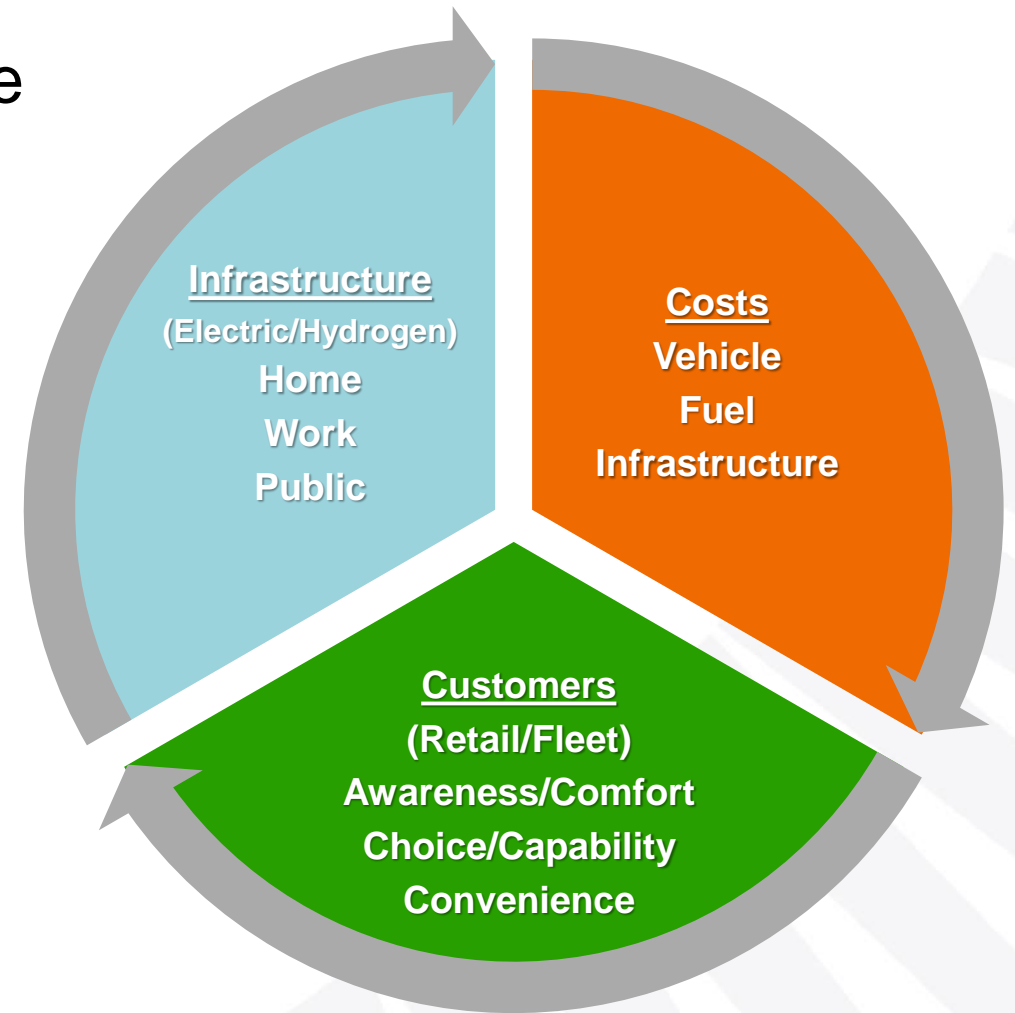 e
Infrastructure
(Electric/Hydrogen)
Home
Work
Public
Costs
Vehicle
Fuel
Infrastructure
Customers
(Retail/Fleet)
Awareness/Comfort
Choice/Capability
Convenience